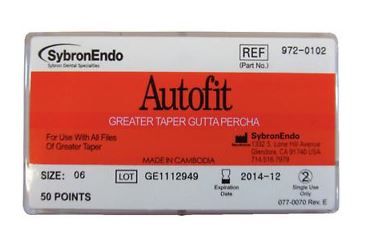 SybronEndo
Sybron Dental Specialties
REF 972-0102
(Part No.)
Autofit
GREATER TAPER GUTTA PERCHA
For Use With All Files
Of Greater Taper
SybronEndo
1332 S. Lone Hill Avenue
Glendora, CA 91740 USA
714.516.7979
MADE IN CAMBODIA
SIZE: 06
LOT GE1112949
Expiration
Date
2014-12
2
Single Use
Only
50 POINTS
077-0070 Rev. E